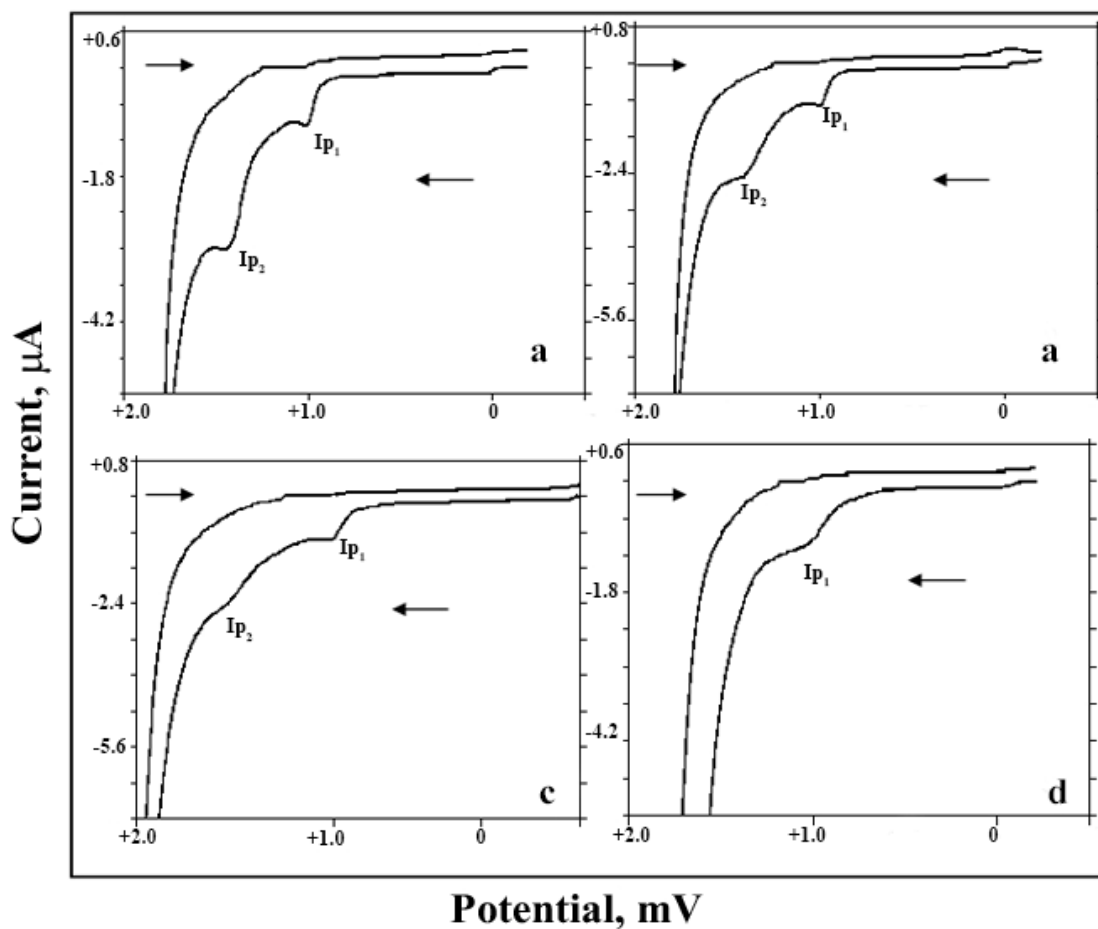 Current, μA
+0.6
-1.8
-4.2
Ip₁
Ip₂
a
+2.0 +1.0 0
+0.8
-2.4
-5.6
Ip₁
Ip₂
a
+2.0 +1.0 0
+0.8
-2.4
-5.6
Ip₁
Ip₂
c
+2.0 +1.0 0
+0.6
-1.8
-4.2
Ip₁
d
+2.0 +1.0 0
Potential, mV